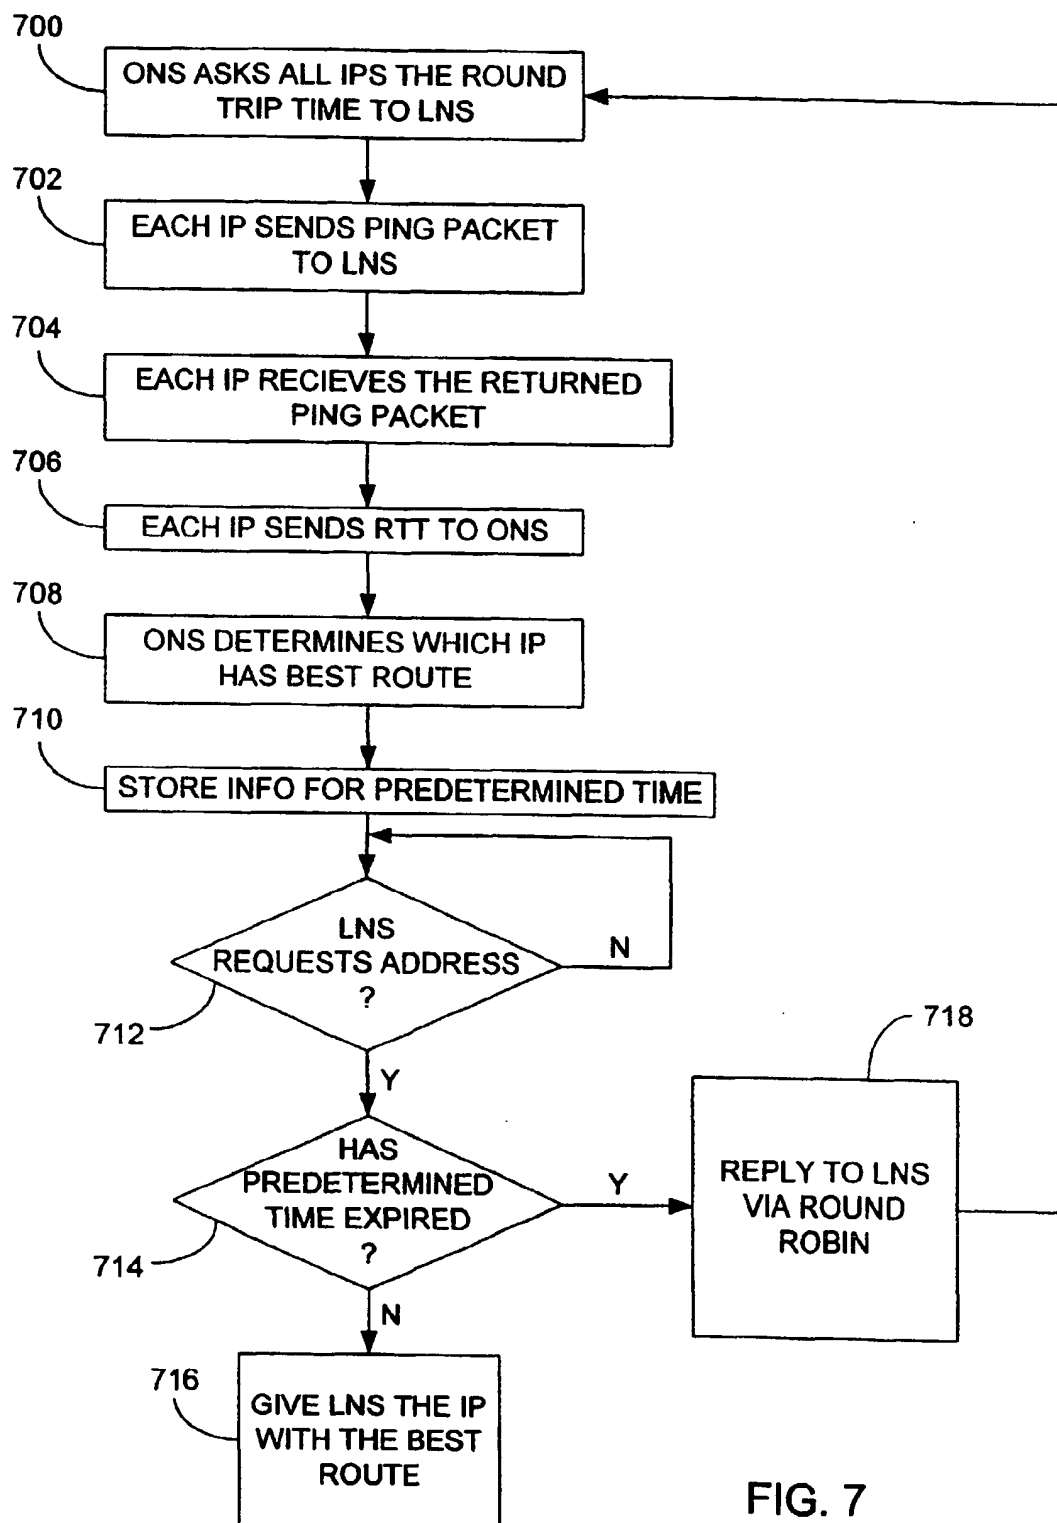 700
ONS ASKS ALL IPS THE ROUND
TRIP TIME TO LNS
702
EACH IP SENDS PING PACKET
TO LNS
704
EACH IP RECIEVES THE RETURNED
PING PACKET
706
EACH IP SENDS RTT TO ONS
708
ONS DETERMINES WHICH IP
HAS BEST ROUTE
710
STORE INFO FOR PREDETERMINED TIME
LNS
REQUESTS ADDRESS
?
N
712
Y
718
HAS
PREDETERMINED
TIME EXPIRED
?
Y
714
N
REPLY TO LNS
VIA ROUND
ROBIN
716
GIVE LNS THE IP
WITH THE BEST
ROUTE
FIG. 7